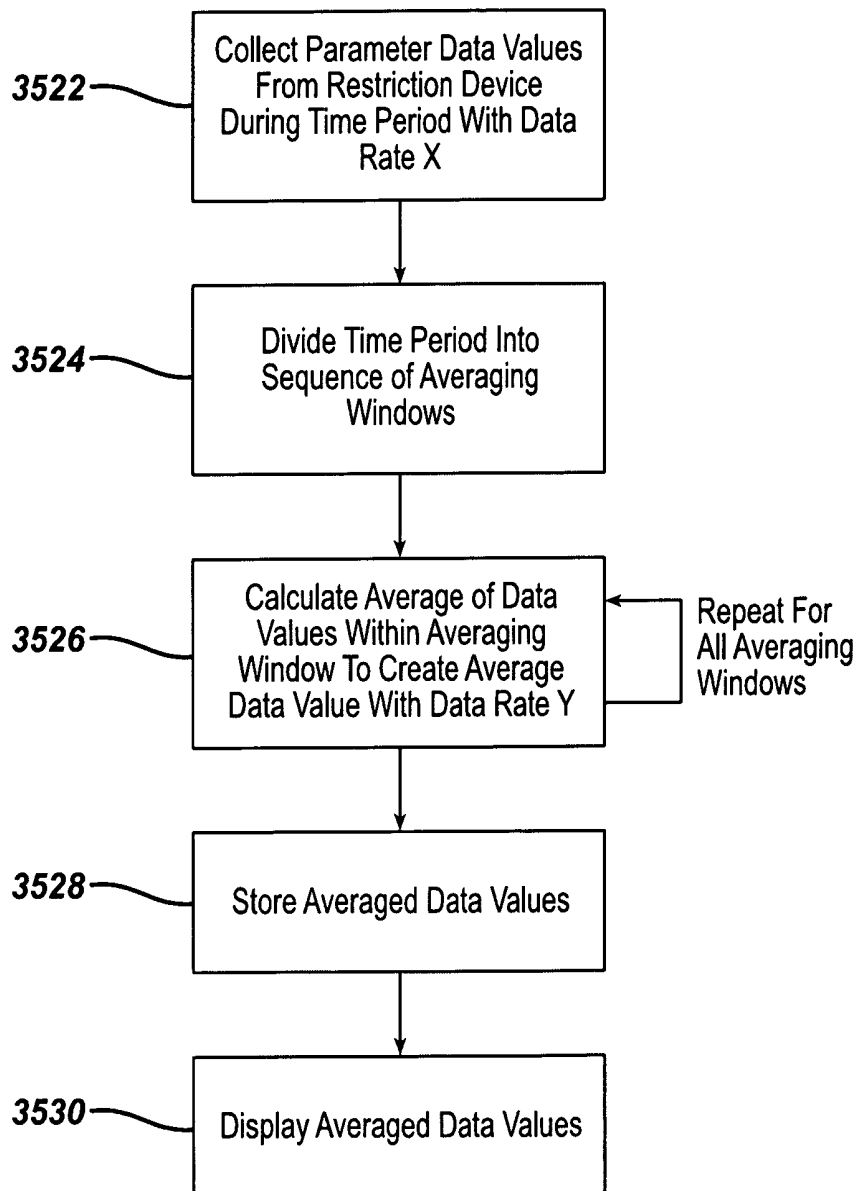 3522
Collect Parameter Data Values
From Restriction Device
During Time Period With Data
Rate X
3524
Divide Time Period Into
Sequence of Averaging
Windows
3526
Calculate Average of Data
Values Within Averaging
Window To Create Average
Data Value With Data Rate Y
Repeat For
All Averaging
Windows
3528
Store Averaged Data Values
3530
Display Averaged Data Values